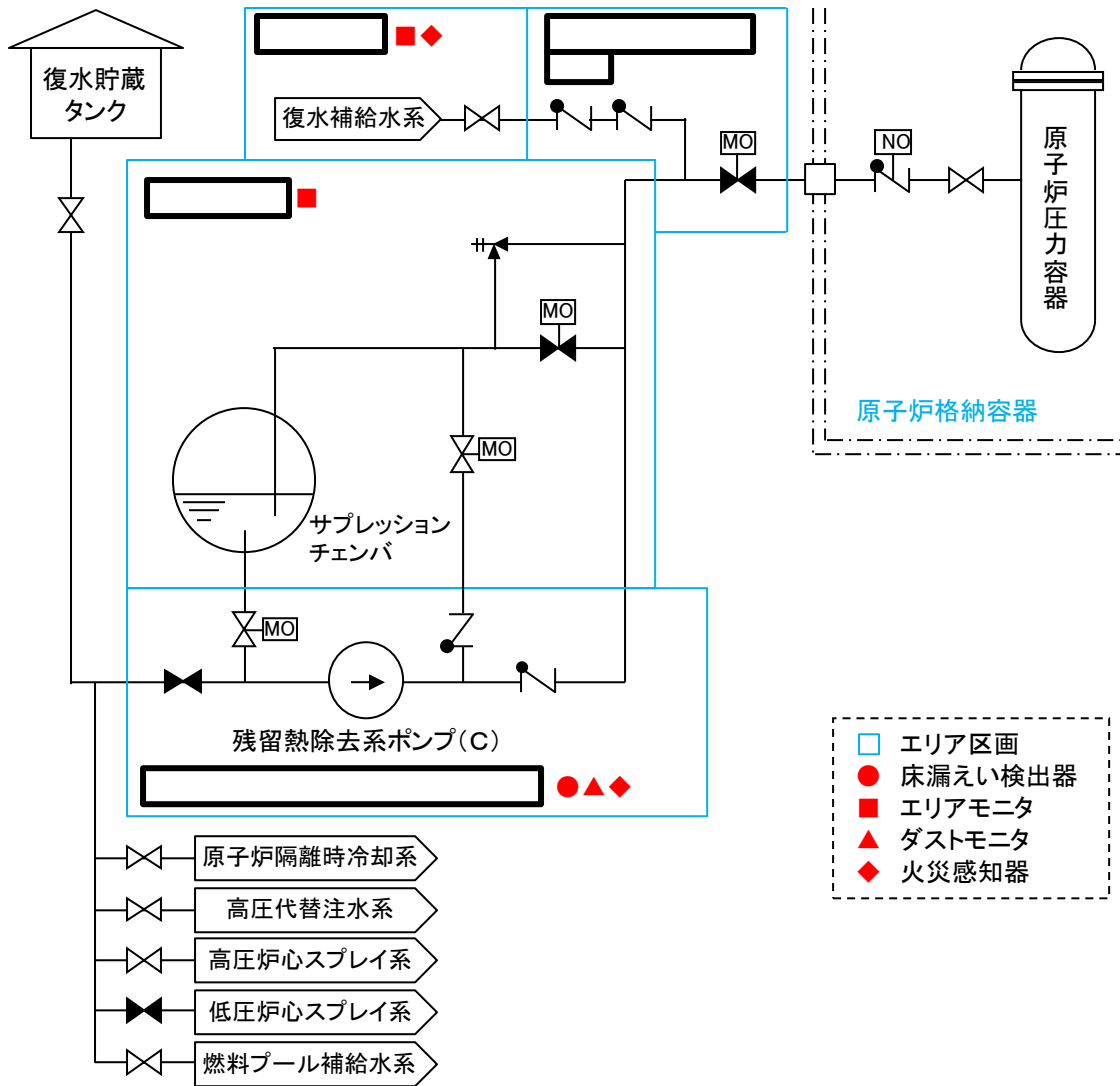 復水貯蔵
タンク
復水補給水系
MO
NO
原子炉圧力容器
MO
原子炉格納容器
MO
サプレッション
チェンバ
MO
残留熱除去系ポンプ（C）
エリア区画
床漏えい検出器
エリアモニタ
ダストモニタ
火災感知器
原子炉隔離時冷却系
高圧代替注水系
高圧炉心スプレイ系
低圧炉心スプレイ系
燃料プール補給水系